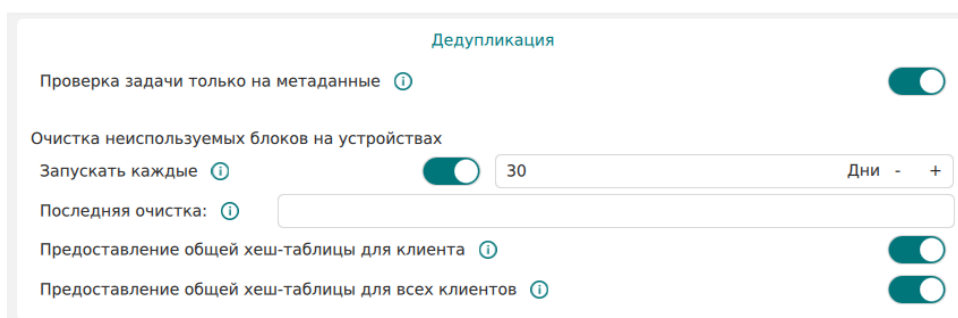 Дедупликация
Проверка задачи только на метаданные
Очистка неиспользуемых блоков на устройствах
Запускать каждые 30 Дни - +
Последняя очистка:
Предоставление общей хеш-таблицы для клиента
Предоставление общей хеш-таблицы для всех клиентов